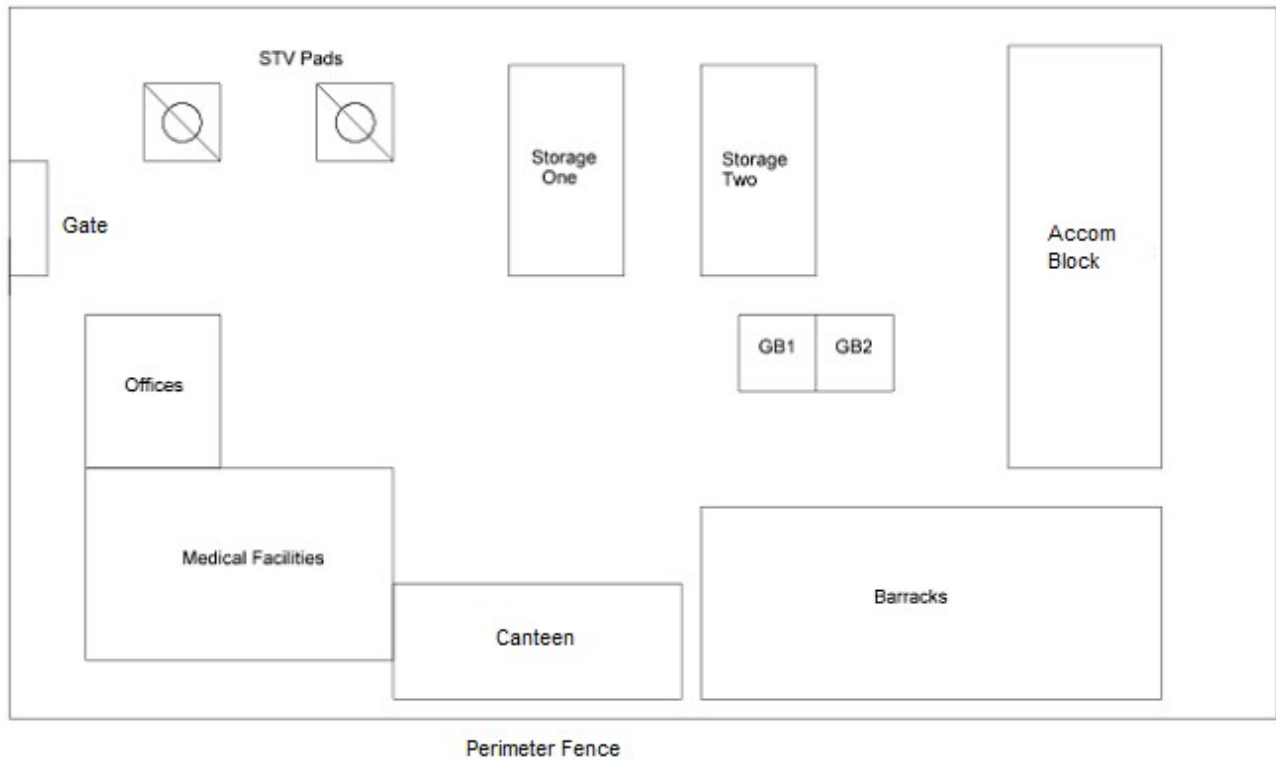 STV Pads
Storage
One
Storage
Two
Gate
Accom
Block
GB1
GB2
Offices
Medical Facilities
Barracks
Canteen
Perimeter Fence